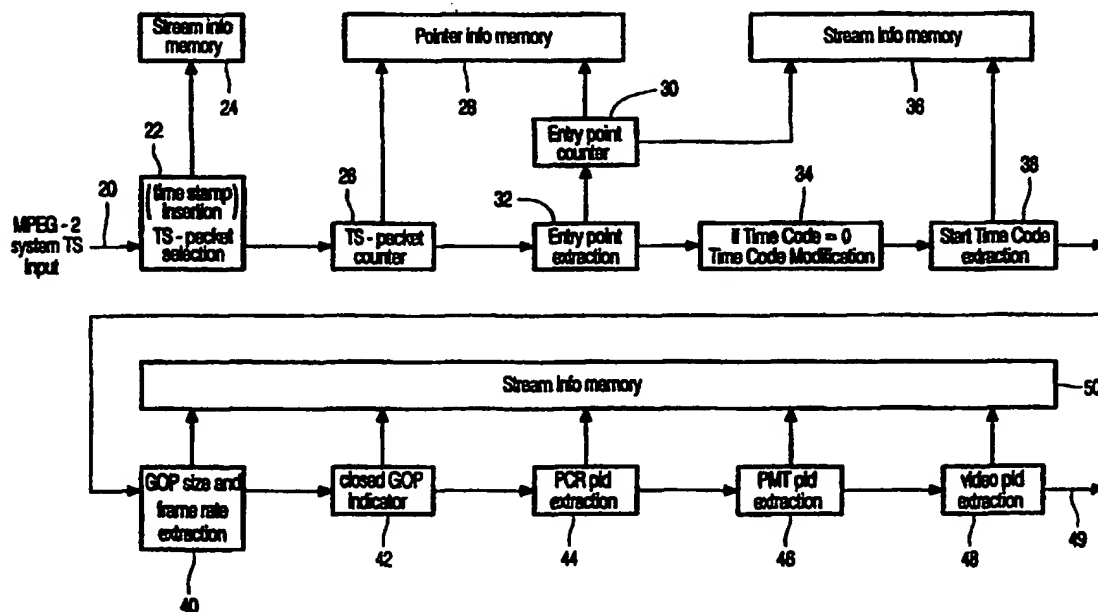 Stream info
memory
24
Pointer info memory
28
Stream info memory
36
30
Entry point
counter
20
MPEG - 2
system TS
input
22
(time stamp
insertion)
TS - packet
selection
26
TS - packet
counter
32
Entry point
extraction
34
If Time Code = 0
Time Code Modification
38
Start Time Code
extraction
Stream info memory
50
GOP size and
frame rate
extraction
40
closed GOP
indicator
42
PCR pid
extraction
44
PMT pid
extraction
46
video pid
extraction
48
49